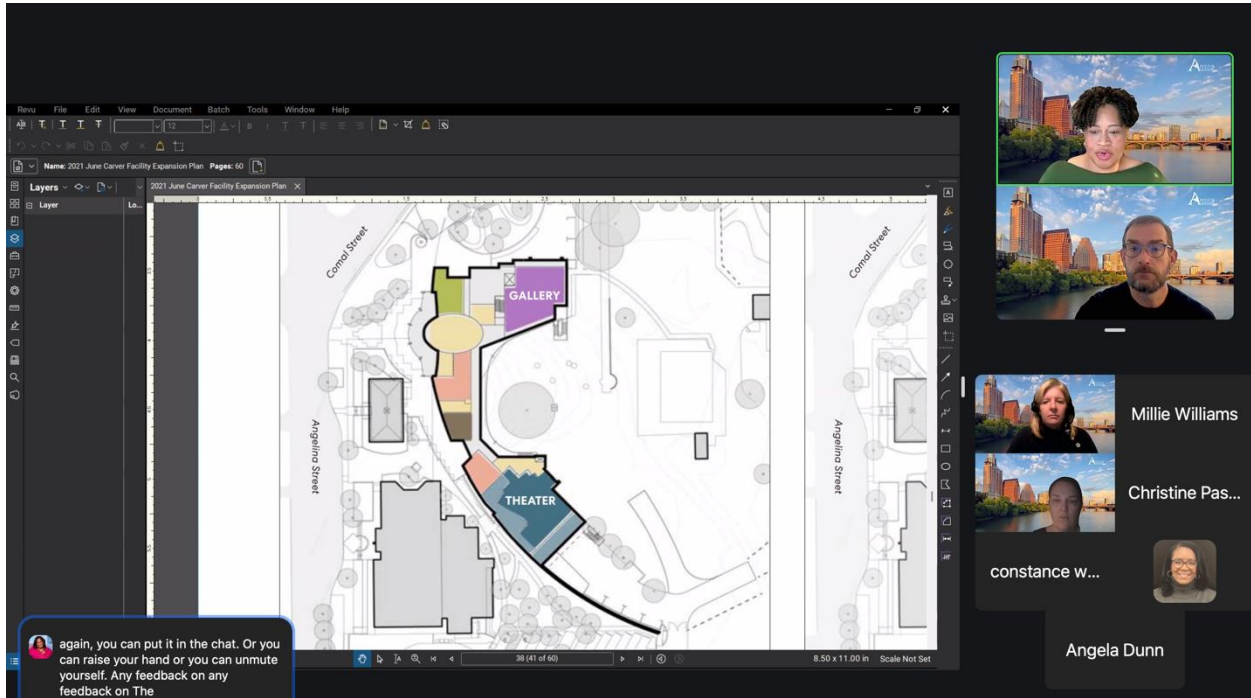 Revu File Edit View Document Batch Tools Window Help
12
Name: 2021 June Carver Facility Expansion Plan Pages: 60
Layers
2021 June Carver Facility Expansion Plan
Layer Lo...
Comal Street
Comal Street
GALLERY
Angelina Street
Angelina Street
THEATER
38 (41 of 60)
8.50 x 11.00 in Scale Not Set
again, you can put it in the chat. Or you
can raise your hand or you can unmute
yourself. Any feedback on any
feedback on The
Millie Williams
Christine Pas...
constance w...
Angela Dunn